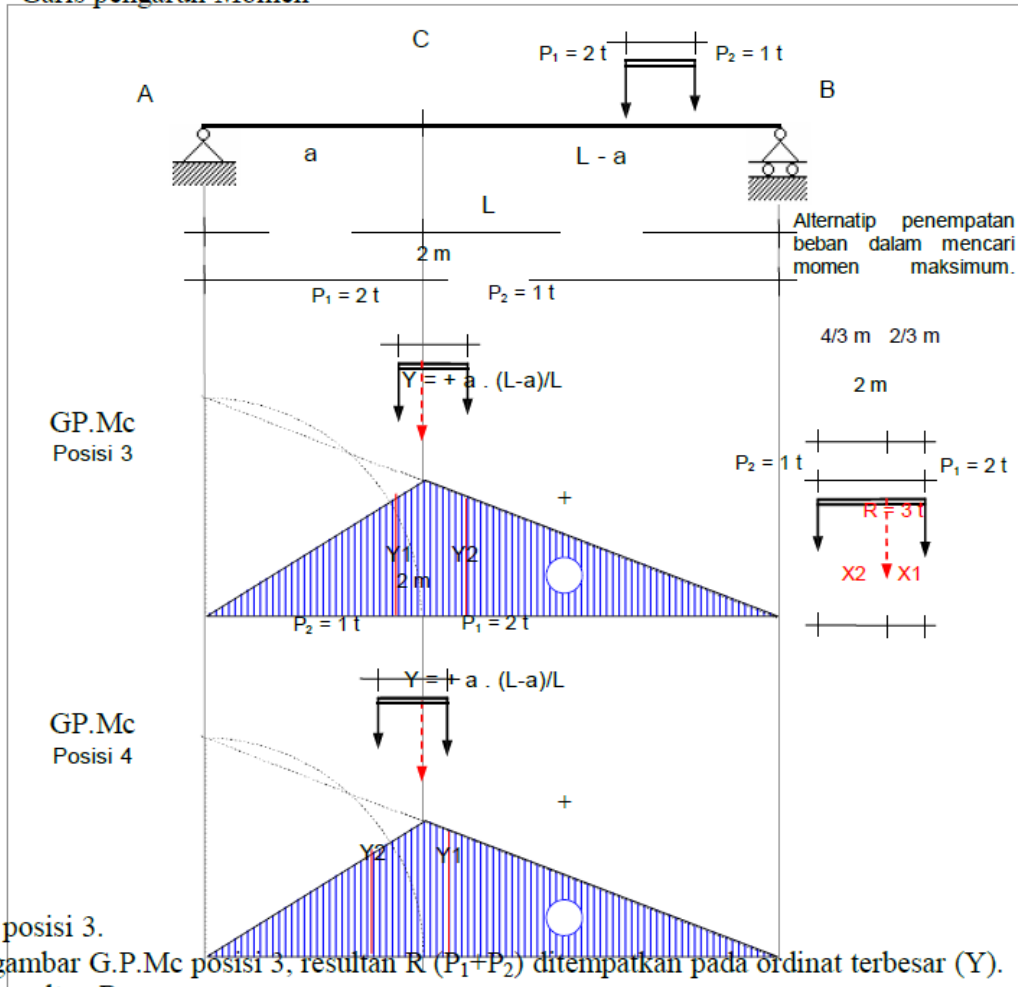 Garis pengaruh Momen
C
P₁ = 2 t
P₂ = 1 t
A
B
a
L - a
L
Alternatip penempatan
beban dalam mencari
momen maksimum.
2 m
P₁ = 2 t
P₂ = 1 t
4/3 m 2/3 m
2 m
Y = + a . (L-a)/L
GP.Mc
Posisi 3
P₂ = 1 t
P₁ = 2 t
+
R = 3 t
Y1
Y2
2 m
X2
X1
P₂ = 1 t
P₁ = 2 t
Y = + a . (L-a)/L
GP.Mc
Posisi 4
+
Y2
Y1
posisi 3.
gambar G.P.Mc posisi 3, resultan R (P₁+P₂) ditempatkan pada ordinat terbesar (Y).